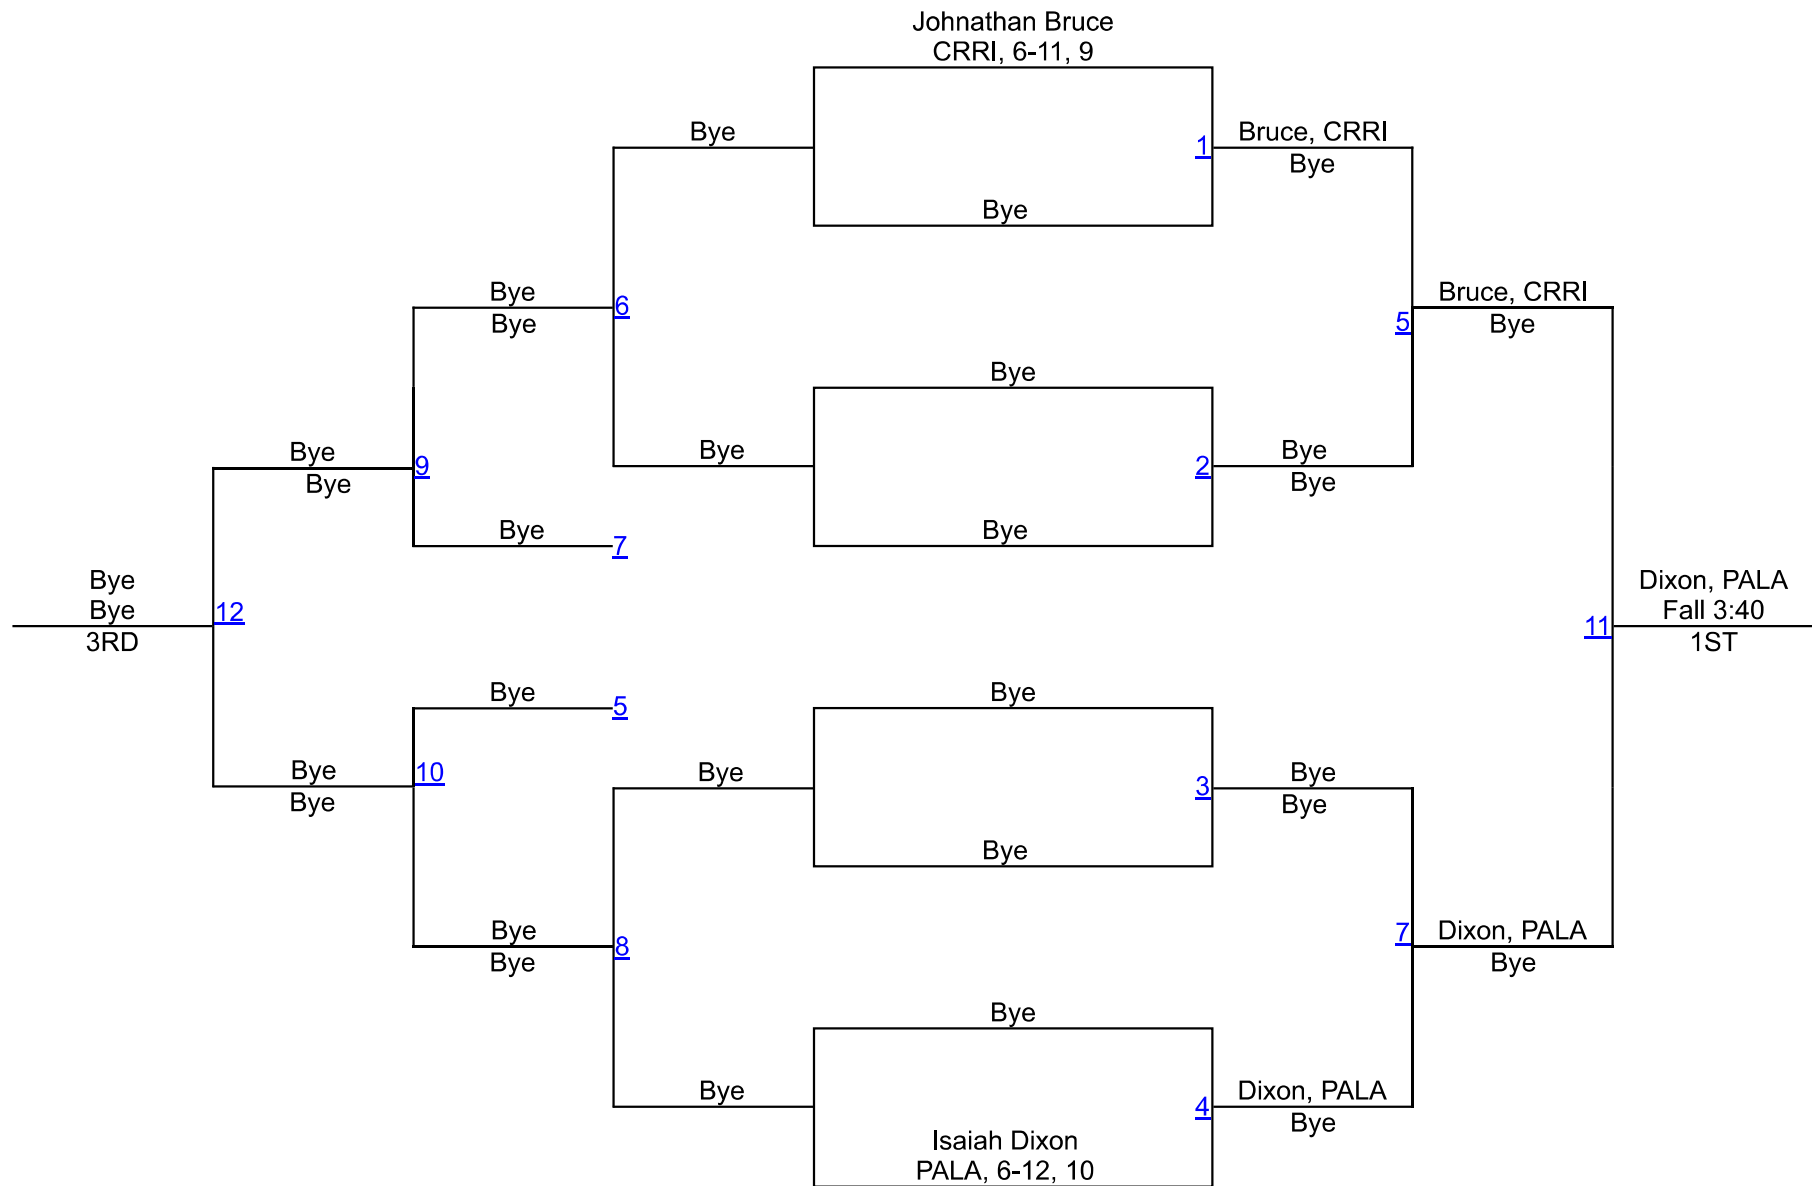 Johnathan Bruce
CRRI, 6-11, 9
Bye
1
Bruce, CRRI
Bye
Bye
Bye
Bye
6
5
Bruce, CRRI
Bye
Bye
Bye
2
Bye
Bye
Bye
Bye
Bye
9
Bye
7
Bye
Bye
3RD
12
11
Dixon, PALA
Fall 3:40
1ST
Bye
5
Bye
Bye
Bye
10
Bye
3
Bye
Bye
Bye
Bye
Bye
8
7
Dixon, PALA
Bye
Bye
Bye
4
Dixon, PALA
Bye
Isaiah Dixon
PALA, 6-12, 10